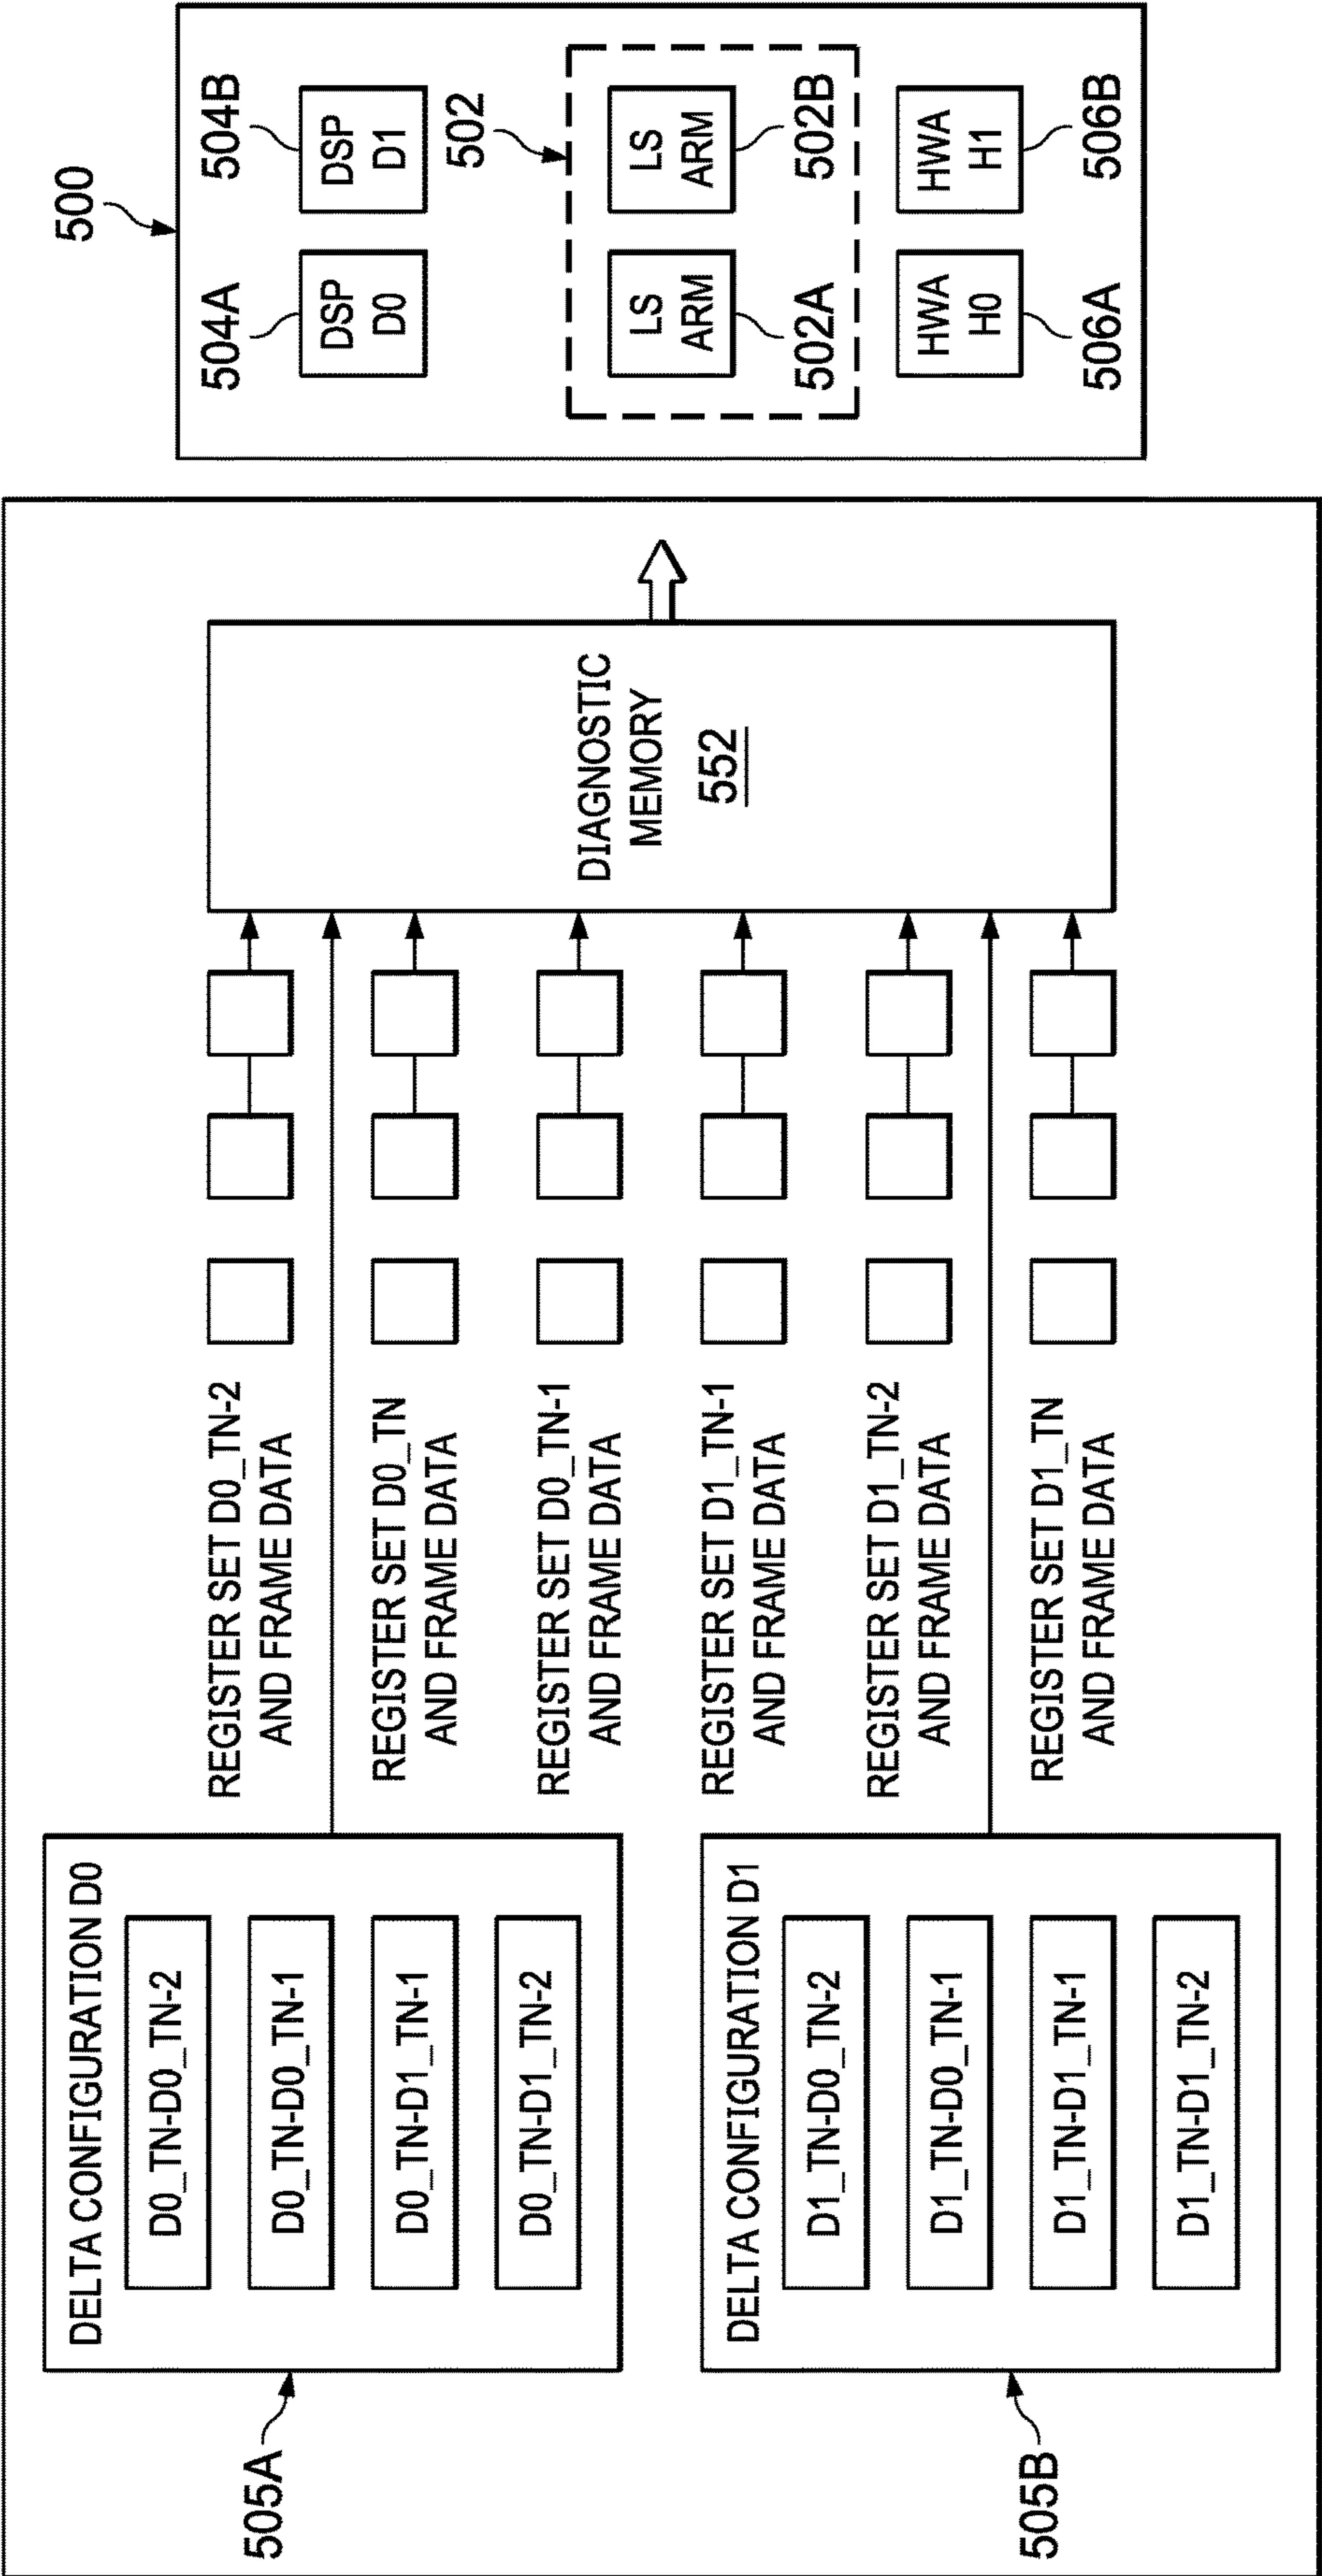 505A
DELTA CONFIGURATION D0
D0_TN-D0_TN-2
D0_TN-D0_TN-1
D0_TN-D1_TN-1
D0_TN-D1_TN-2
505B
DELTA CONFIGURATION D1
D1_TN-D0_TN-2
D1_TN-D0_TN-1
D1_TN-D1_TN-1
D1_TN-D1_TN-2
REGISTER SET D0_TN-2
AND FRAME DATA
REGISTER SET D0_TN
AND FRAME DATA
REGISTER SET D0_TN-1
AND FRAME DATA
REGISTER SET D1_TN-1
AND FRAME DATA
REGISTER SET D1_TN-2
AND FRAME DATA
REGISTER SET D1_TN
AND FRAME DATA
DIAGNOSTIC
MEMORY
552
500
504A
DSP
D0
504B
DSP
D1
502
LS
ARM
502A
LS
ARM
502B
HWA
H0
506A
HWA
H1
506B